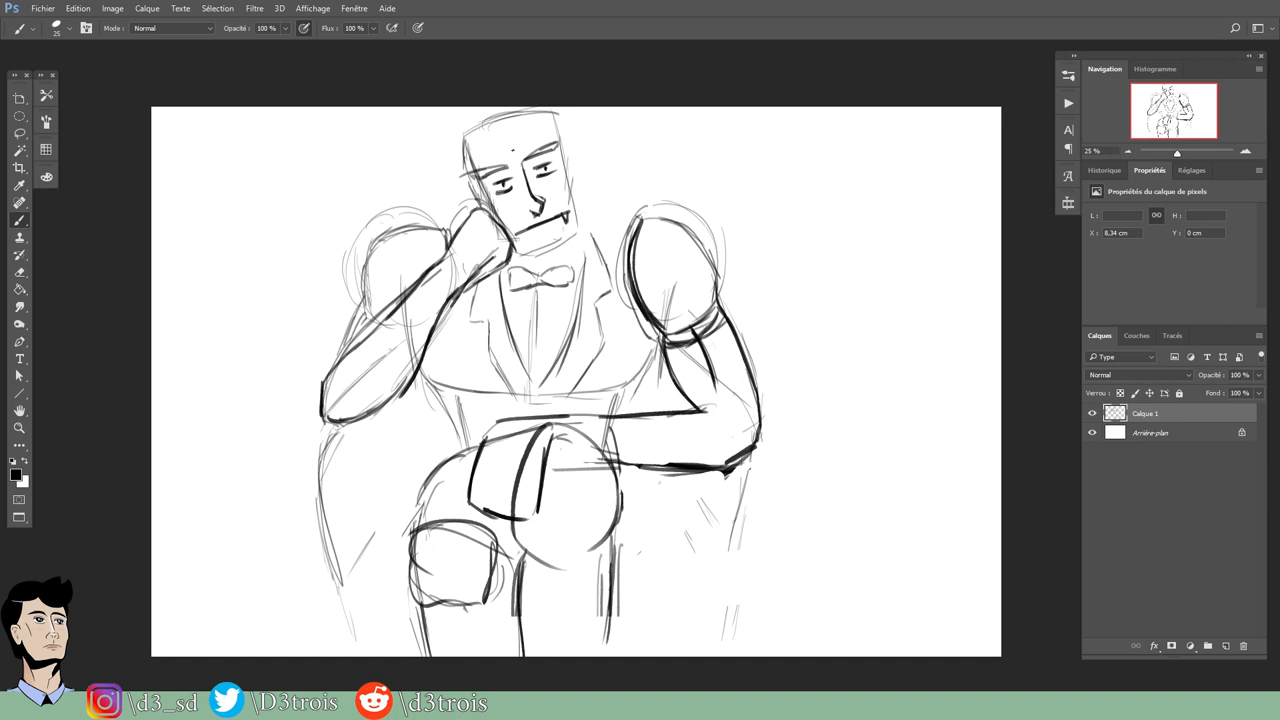 Ps Fichier Edition Image Calque Texte Sélection Filtre 3D Affichage Fenêtre Aide
25 Mode : Normal Opacité : 100 % Flux : 100 %
Navigation Histogramme
25 %
Historique Propriétés Réglages
Propriétés du calque de pixels
L : H :
X : 8,34 cm Y : 0 cm
Calques Couches Tracés
Type
Normal Opacité : 100 %
Verrou : Fond : 100 %
Calque 1
Arrière-plan
fx
\d3_sd \D3trois \d3trois